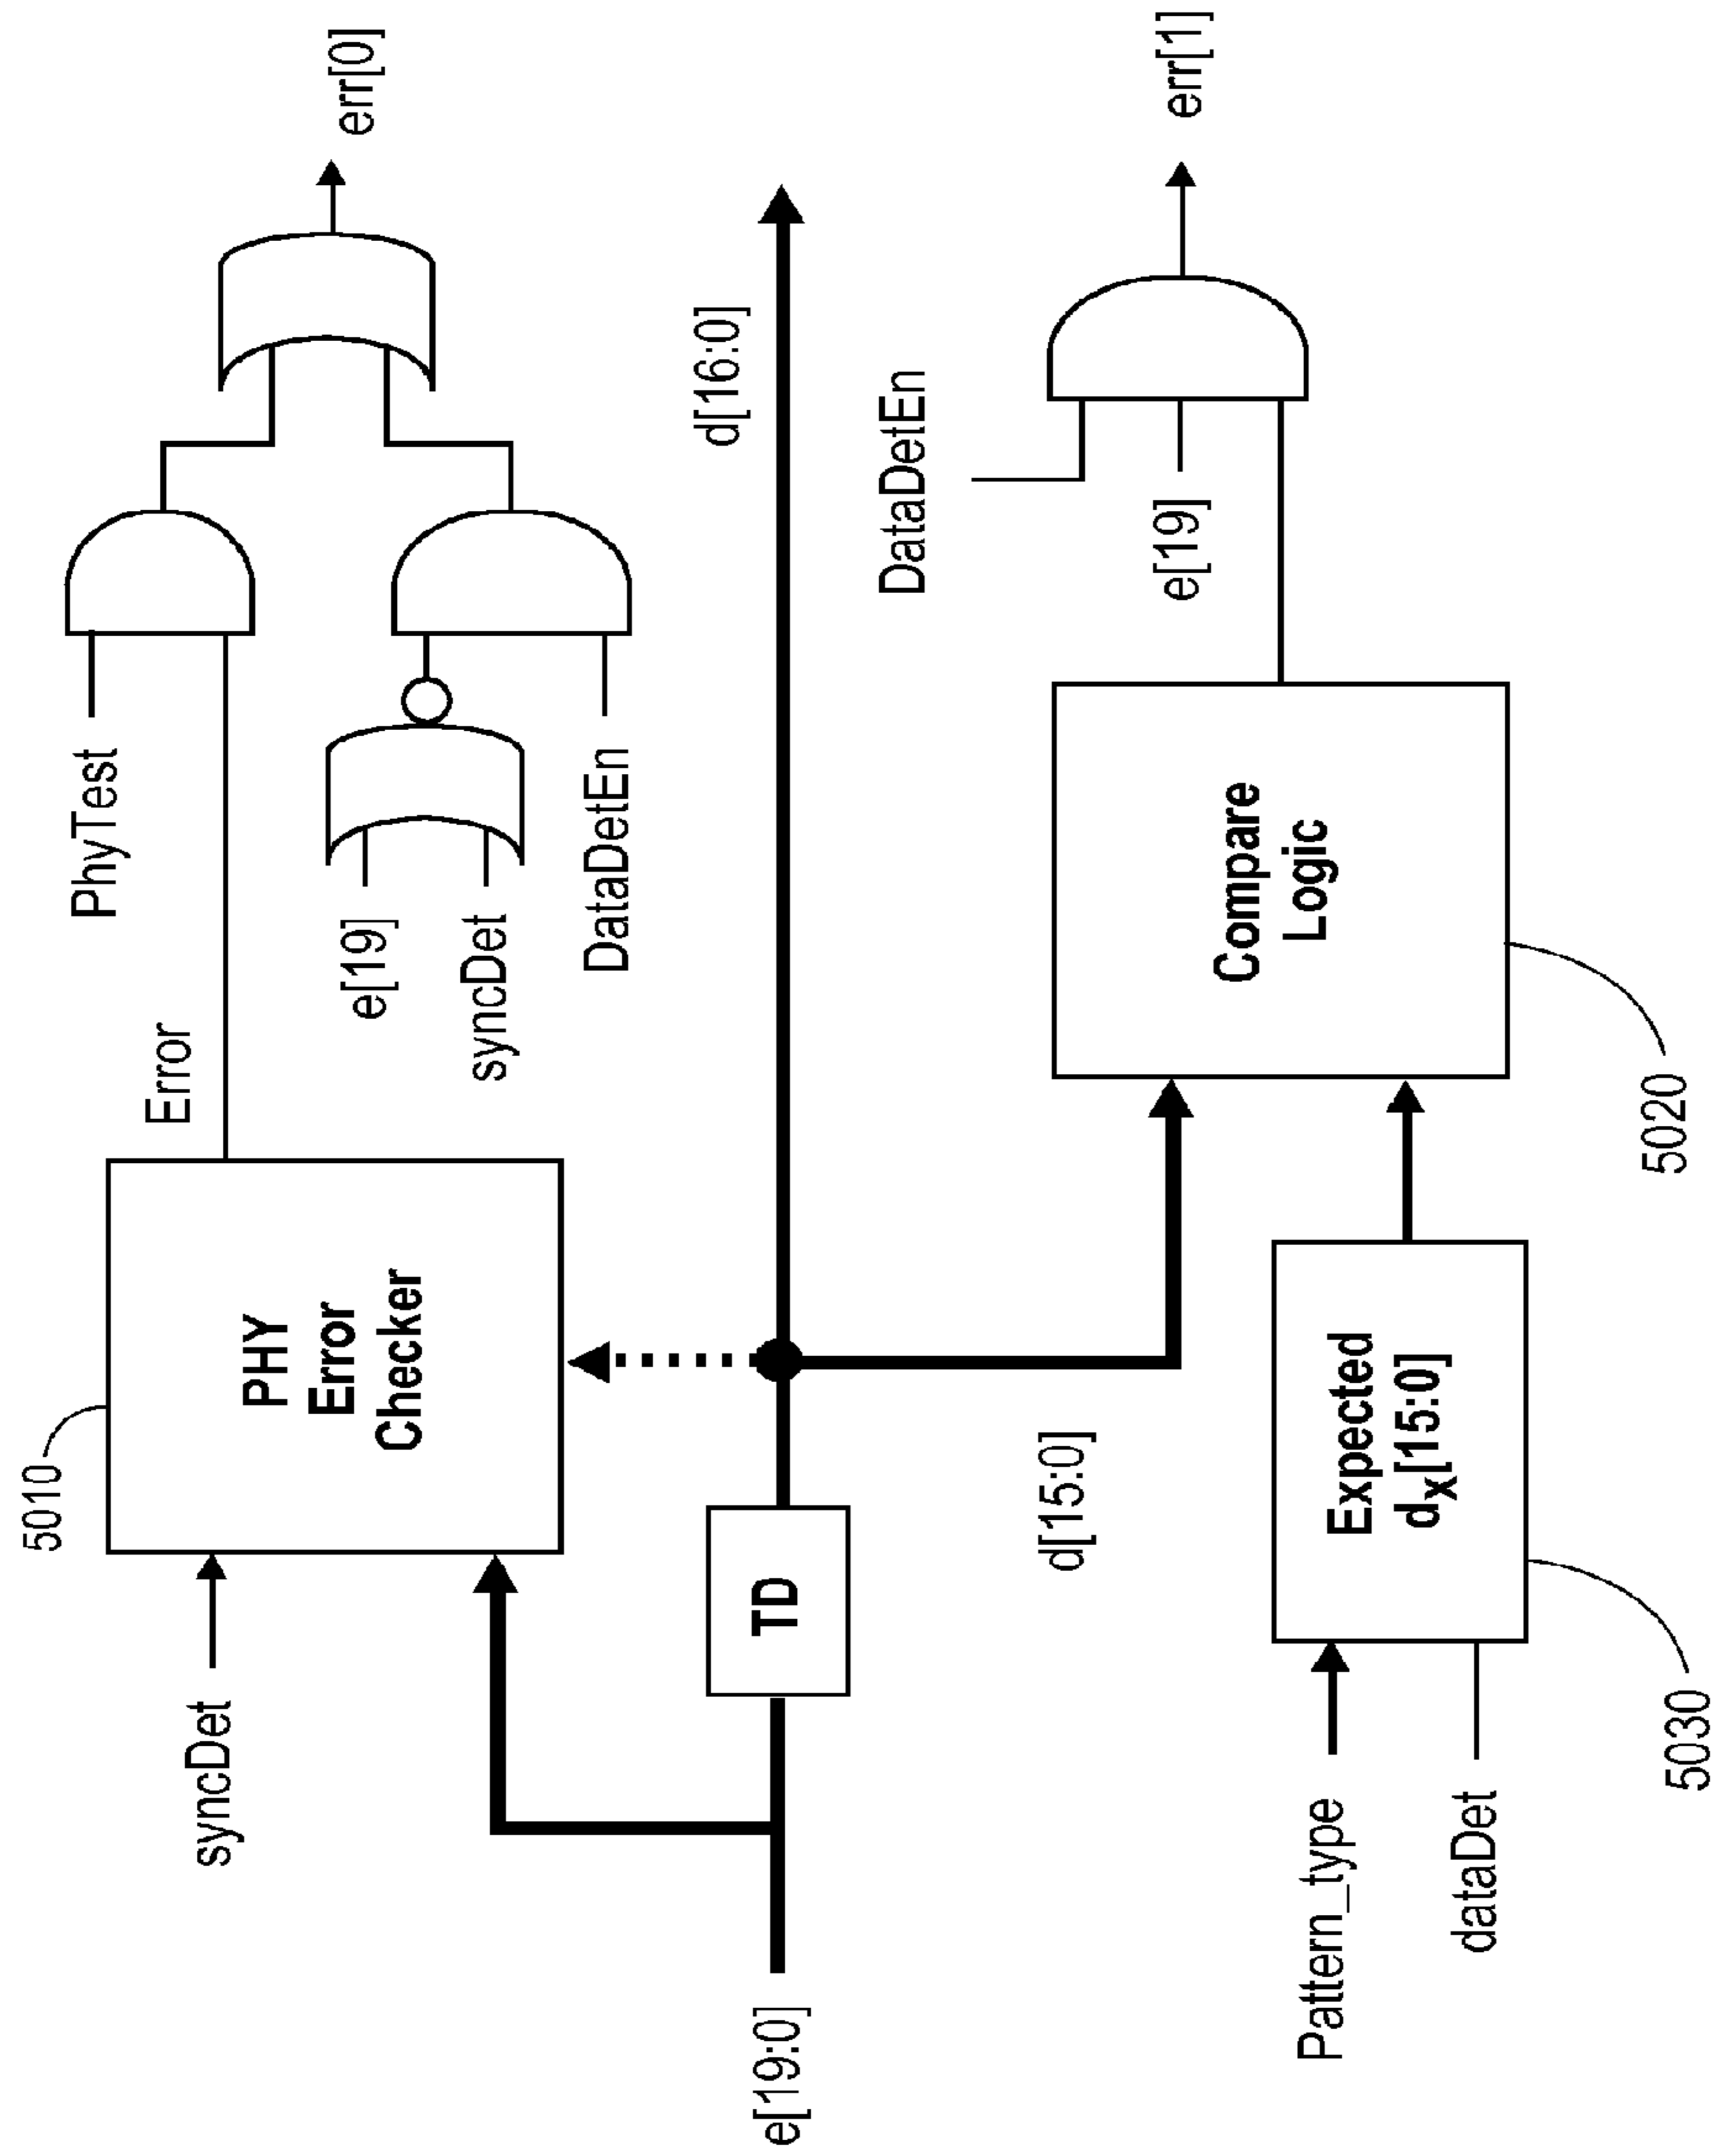 5010
PHY
Error
Checker
syncDet
Error
PhyTest
e[19]
syncDet
DataDetEn
err[0]
e[19:0]
TD
d[16:0]
d[15:0]
DataDetEn
e[19]
err[1]
Compare
Logic
5020
Expected
dx[15:0]
Pattern_type
dataDet
5030